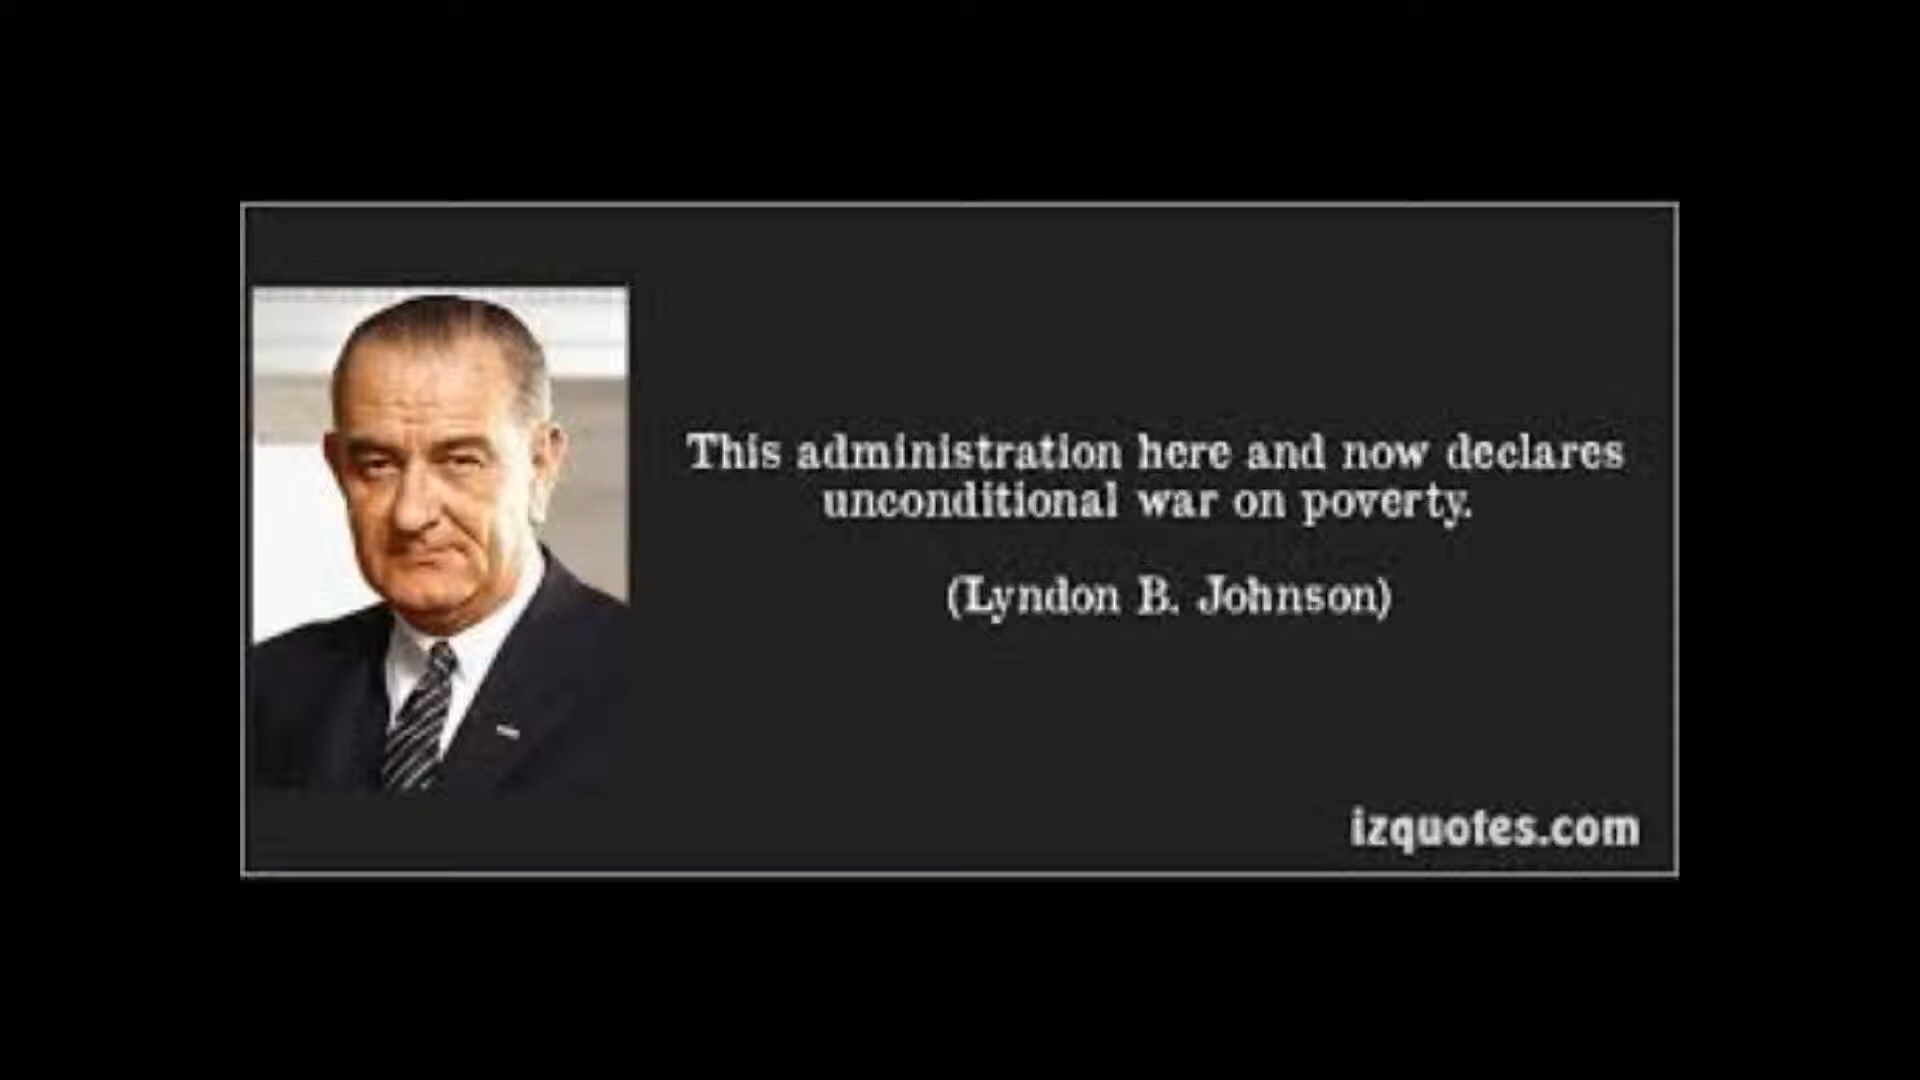 This administration here and now declares
unconditional war on poverty.
(Lyndon B. Johnson)
izquotes.com